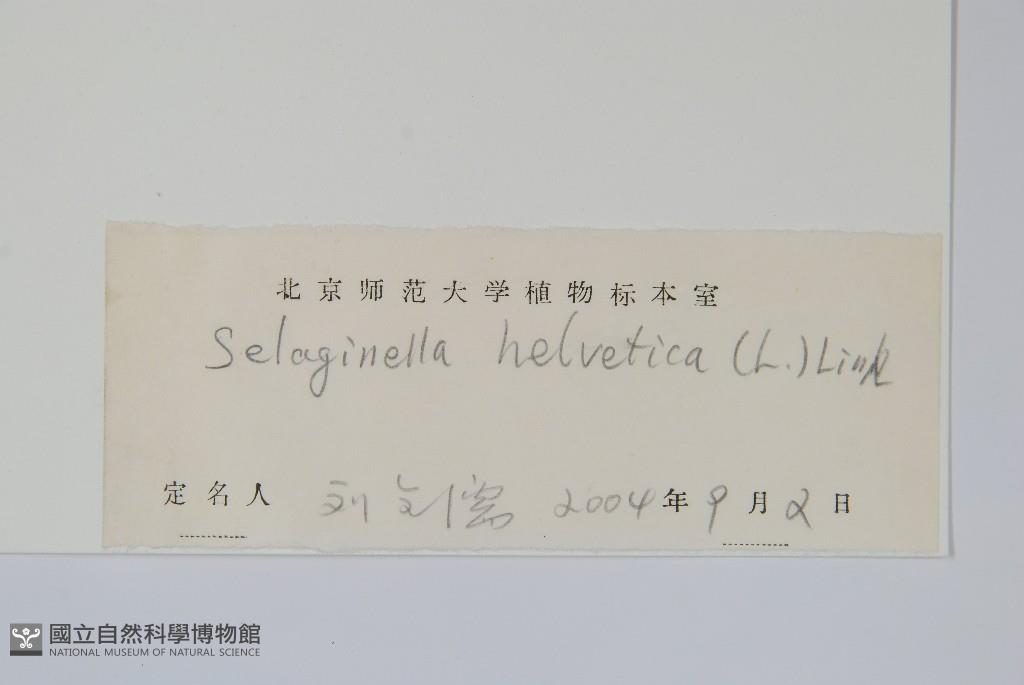 北京师范大学植物标本室
Selaginella helvetica (L.) Link
定名人 刘 2004年9月2日
國立自然科學博物館
NATIONAL MUSEUM OF NATURAL SCIENCE